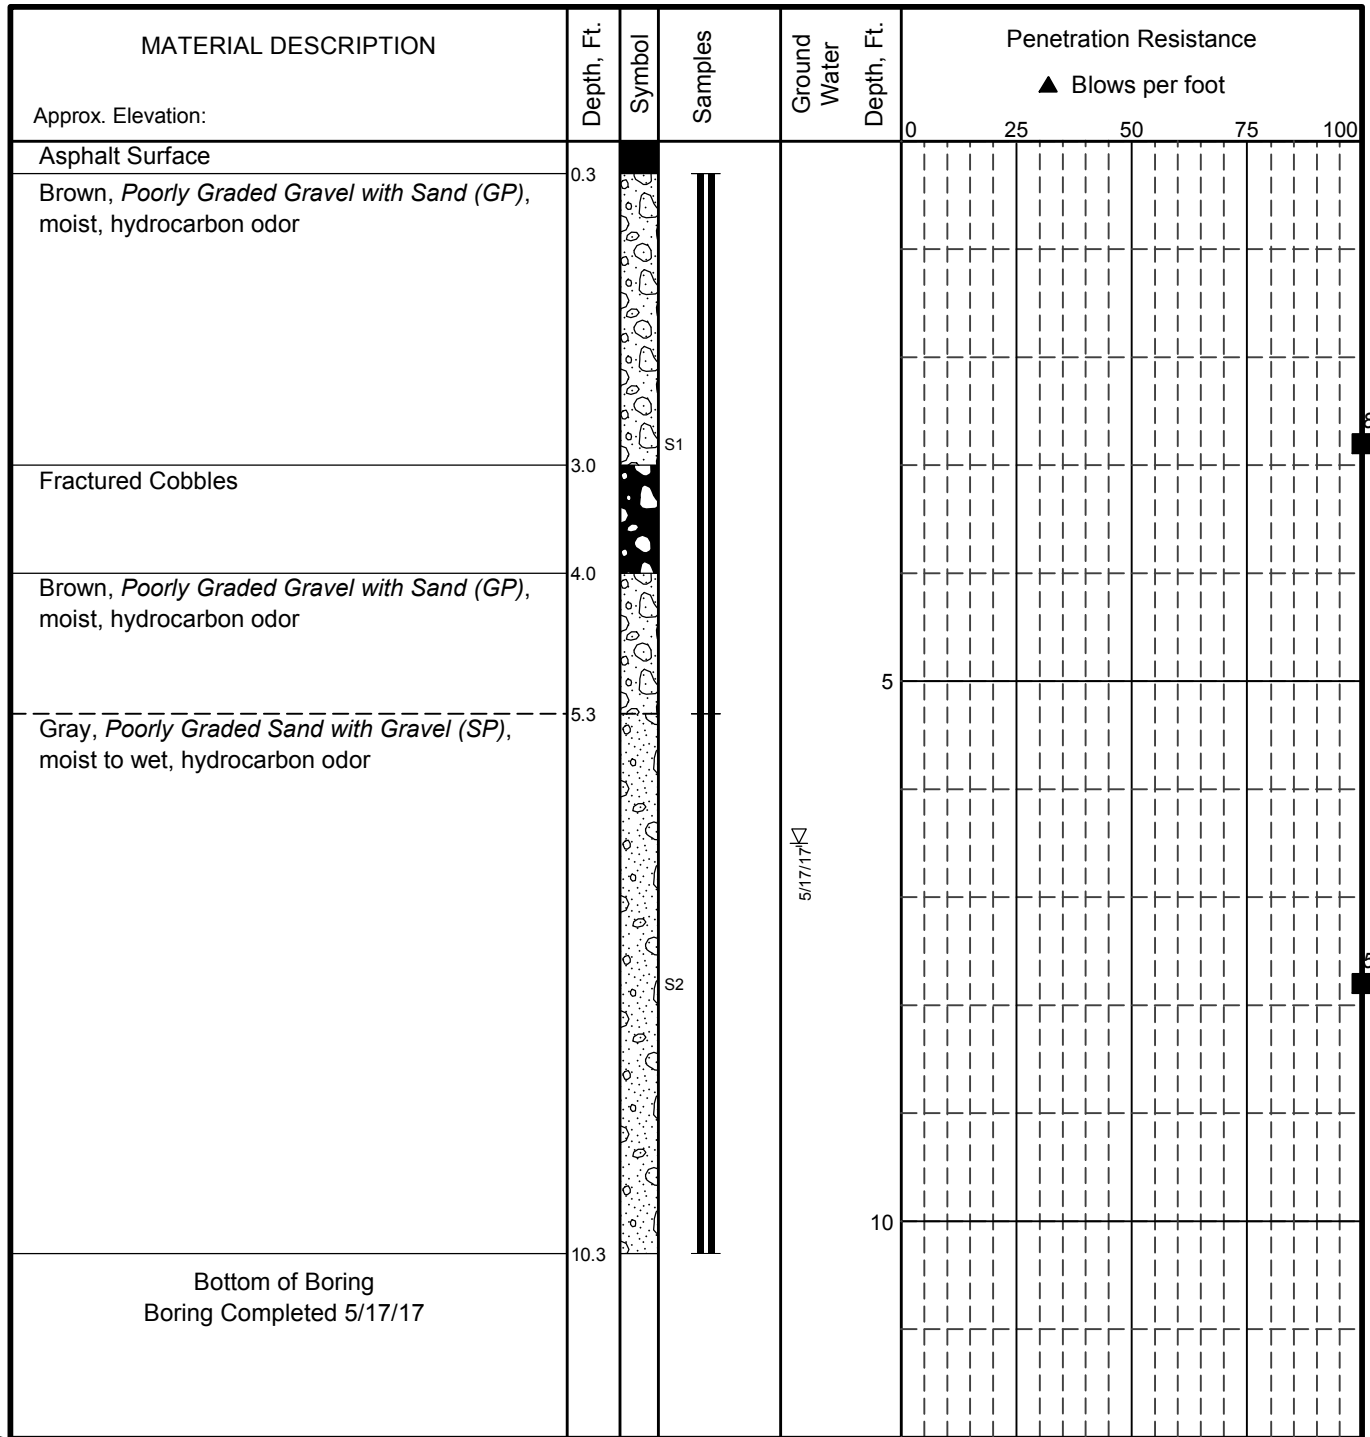 MATERIAL DESCRIPTION
Approx. Elevation:
Depth, Ft.
Symbol
Samples
Ground
Water
Depth, Ft.
Penetration Resistance
▲ Blows per foot
0 25 50 75 100
Asphalt Surface
0.3
Brown, Poorly Graded Gravel with Sand (GP),
moist, hydrocarbon odor
S1
3.0
Fractured Cobbles
4.0
Brown, Poorly Graded Gravel with Sand (GP),
moist, hydrocarbon odor
5
5.3
Gray, Poorly Graded Sand with Gravel (SP),
moist to wet, hydrocarbon odor
5/17/17
S2
10
10.3
Bottom of Boring
Boring Completed 5/17/17